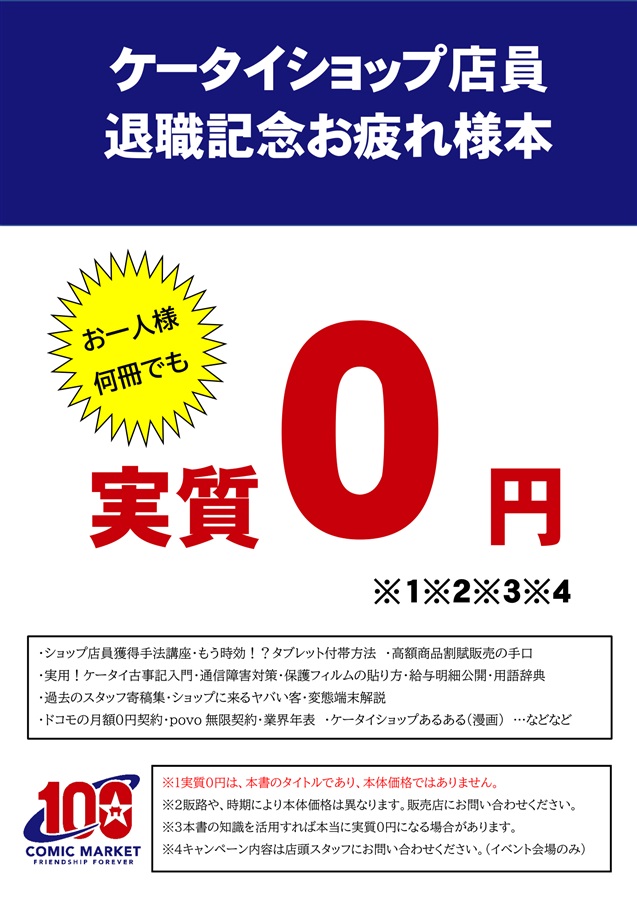 ケータイショップ店員
退職記念お疲れ様本
お一人様
何冊でも
実質0円
※1※2※3※4
・ショップ店員獲得手法講座・もう時効！？タブレット付帯方法 ・高額商品割賦販売の手口
・実用！ケータイ古事記入門・通信障害対策・保護フィルムの貼り方・給与明細公開・用語辞典
・過去のスタッフ寄稿集・ショップに来るヤバい客・変態端末解説
・ドコモの月額0円契約・povo無限契約・業界年表 ・ケータイショップあるある（漫画） …などなど
※1実質0円は、本書のタイトルであり、本体価格ではありません。
※2販路や、時期により本体価格は異なります。販売店にお問い合わせください。
※3本書の知識を活用すれば本当に実質0円になる場合があります。
※4キャンペーン内容は店頭スタッフにお問い合わせください。（イベント会場のみ）
100
COMIC MARKET
FRIENDSHIP FOREVER